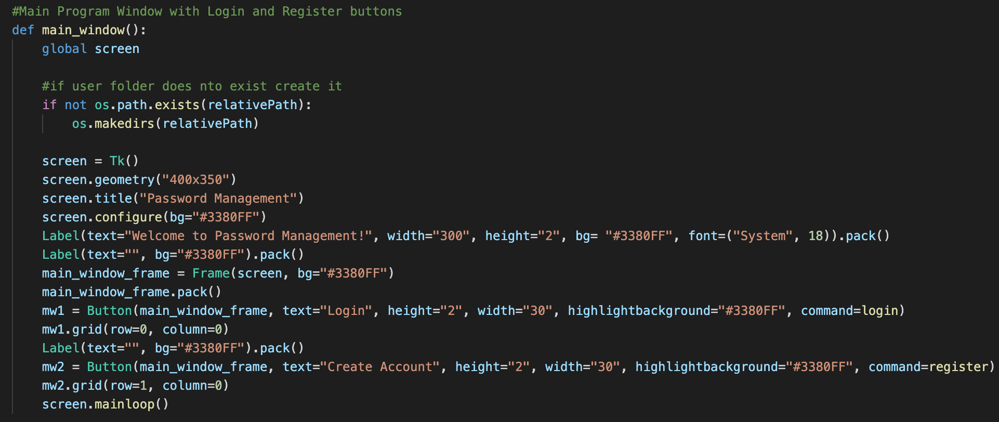 #Main Program Window with Login and Register buttons
def main_window():
    global screen

    #if user folder does nto exist create it
    if not os.path.exists(relativePath):
        os.makedirs(relativePath)

    screen = Tk()
    screen.geometry("400x350")
    screen.title("Password Management")
    screen.configure(bg="#3380FF")
    Label(text="Welcome to Password Management!", width="300", height="2", bg= "#3380FF", font=("System", 18)).pack()
    Label(text="", bg="#3380FF").pack()
    main_window_frame = Frame(screen, bg="#3380FF")
    main_window_frame.pack()
    mw1 = Button(main_window_frame, text="Login", height="2", width="30", highlightbackground="#3380FF", command=login)
    mw1.grid(row=0, column=0)
    Label(text="", bg="#3380FF").pack()
    mw2 = Button(main_window_frame, text="Create Account", height="2", width="30", highlightbackground="#3380FF", command=register)
    mw2.grid(row=1, column=0)
    screen.mainloop()